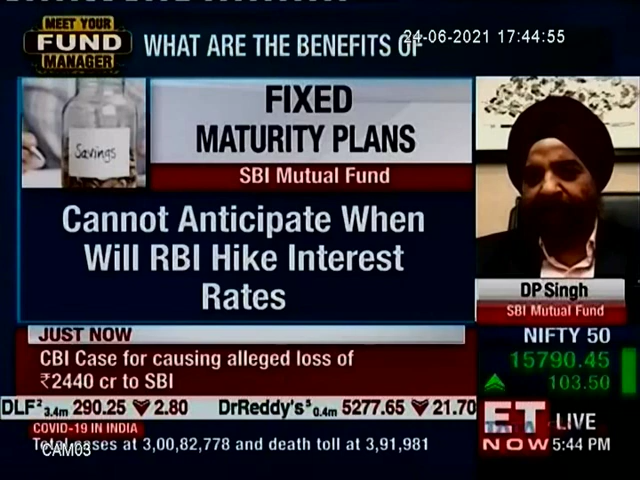 MEET YOUR
FUND
MANAGER
WHAT ARE THE BENEFITS OF
24-06-2021 17:44:55
Savings
FIXED
MATURITY PLANS
SBI Mutual Fund
Cannot Anticipate When
Will RBI Hike Interest
Rates
DP Singh
SBI Mutual Fund
JUST NOW
CBI Case for causing alleged loss of
₹2440 cr to SBI
NIFTY 50
15790.45
103.50
DLF² 3.4m 290.25 2.80 DrReddy's⁵ 0.4m 5277.65 21.70
COVID-19 IN INDIA
Total cases at 3,00,82,778 and death toll at 3,91,981
CAM03
ET
NOW
LIVE
5:44 PM